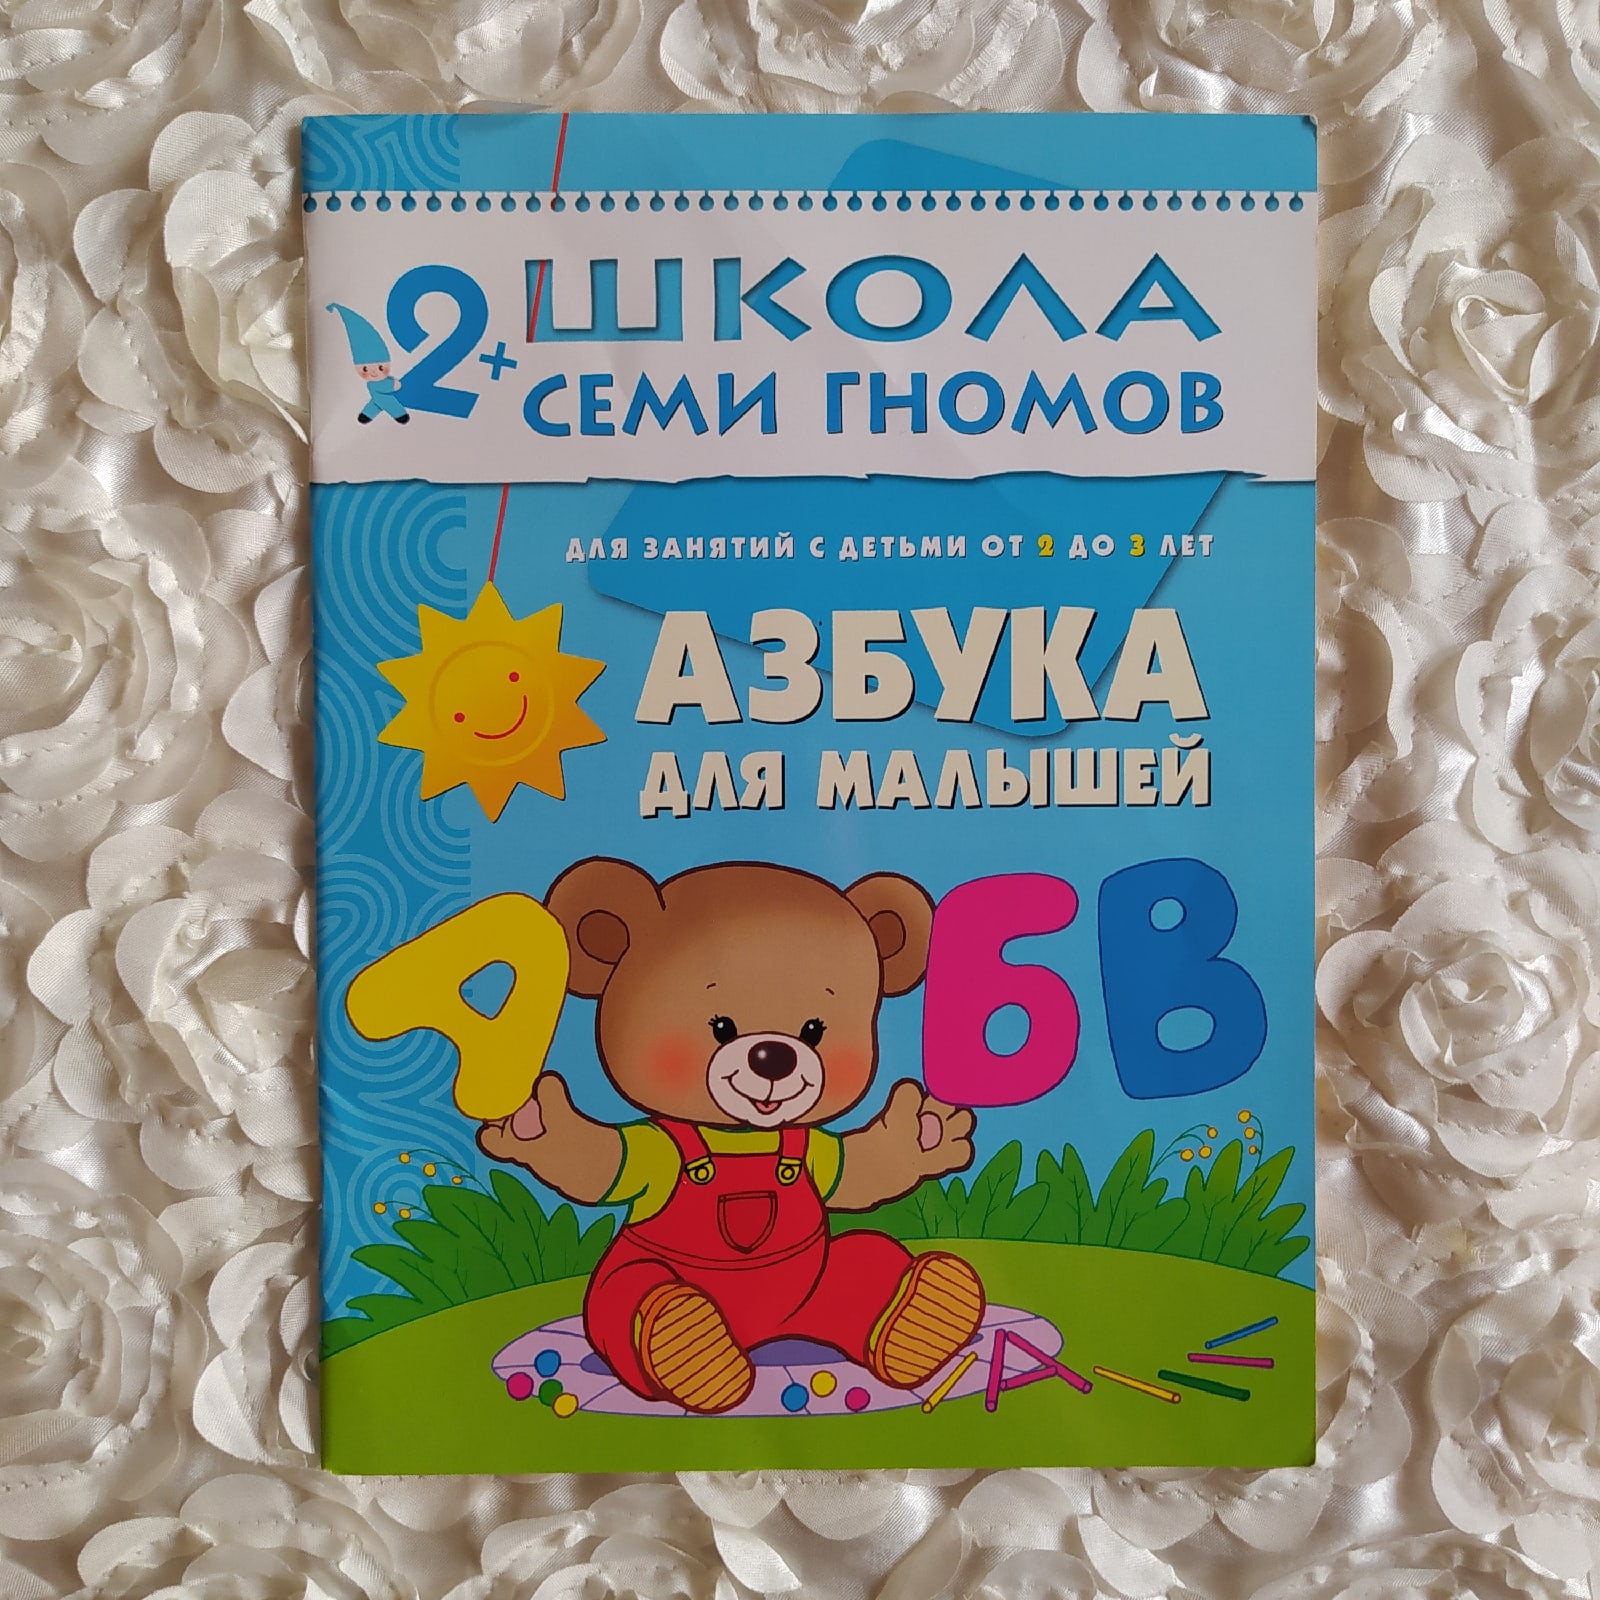 2+
ШКОЛА
СЕМИ ГНОМОВ
ДЛЯ ЗАНЯТИЙ С ДЕТЬМИ ОТ 2 ДО 3 ЛЕТ
АЗБУКА
ДЛЯ МАЛЫШЕЙ
А Б В